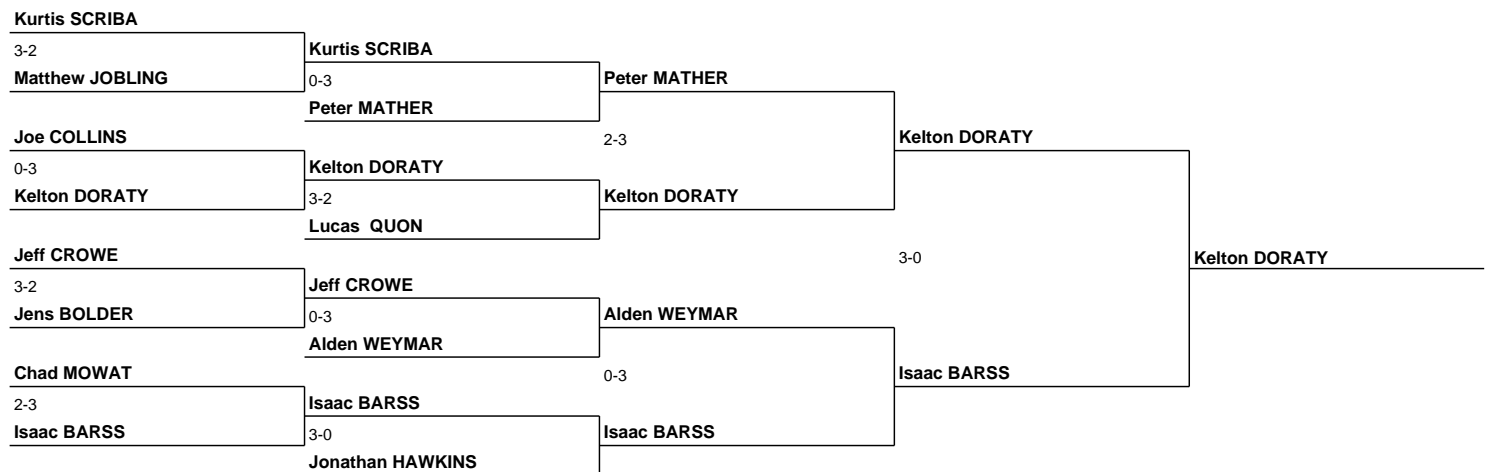 Kurtis SCRIBA
3-2
Kurtis SCRIBA
Matthew JOBLING
0-3
Peter MATHER
Peter MATHER
Joe COLLINS
2-3
Kelton DORATY
0-3
Kelton DORATY
Kelton DORATY
3-2
Kelton DORATY
Lucas  QUON
Jeff CROWE
3-0
Kelton DORATY
3-2
Jeff CROWE
Jens BOLDER
0-3
Alden WEYMAR
Alden WEYMAR
Chad MOWAT
0-3
Isaac BARSS
2-3
Isaac BARSS
Isaac BARSS
3-0
Isaac BARSS
Jonathan HAWKINS